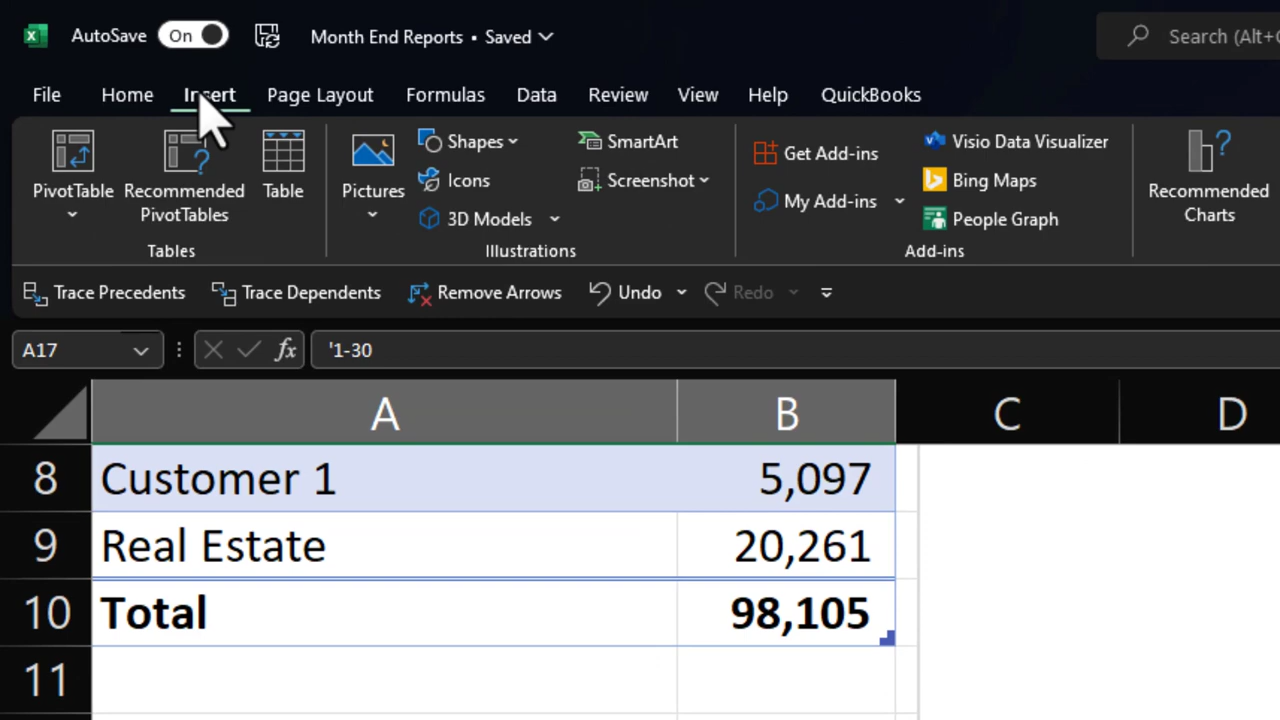 AutoSave On Month End Reports • Saved Search (Alt+
File Home Insert Page Layout Formulas Data Review View Help QuickBooks
PivotTable
Recommended PivotTables
Table
Tables
Pictures
Shapes
Icons
3D Models
SmartArt
Screenshot
Illustrations
Get Add-ins
My Add-ins
Visio Data Visualizer
Bing Maps
People Graph
Add-ins
Recommended Charts
Trace Precedents Trace Dependents Remove Arrows Undo Redo
A17 fx '1-30
A B C D
8 Customer 1 5,097
9 Real Estate 20,261
10 Total 98,105
11